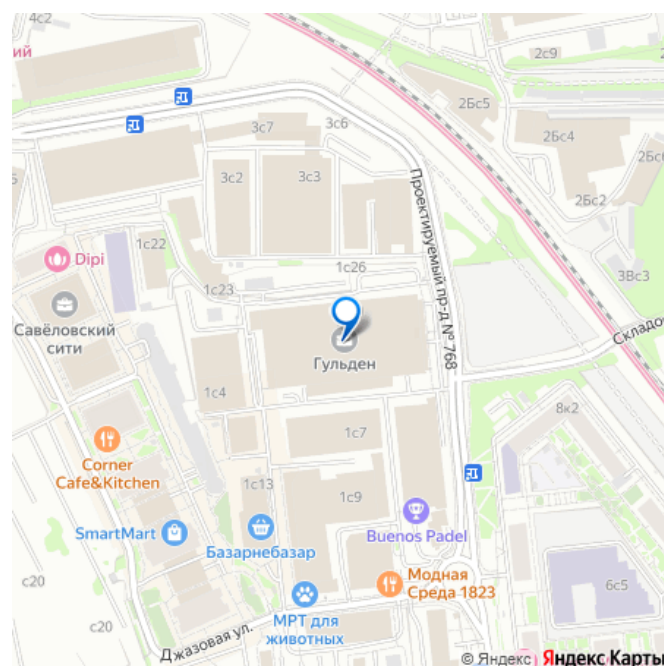 4с2
ий
2с9
2Бс5
2Бс4
2Бс6
2Бс2
3с7
3с6
3с2
3с3
Проектируемый пр-д № 768
1с22
Dipi
1с26
1с23
3Вс3
Савёловский
сити
Складоч
Гульден
1с4
8к2
1с7
Corner
Cafe&Kitchen
1с13
1с9
SmartMart
Базарнебазар
Buenos Padel
с20
Модная
Среда 1823
6с5
МРТ для
животных
с20
Джазовая ул.
© Яндекс Яндекс Карты